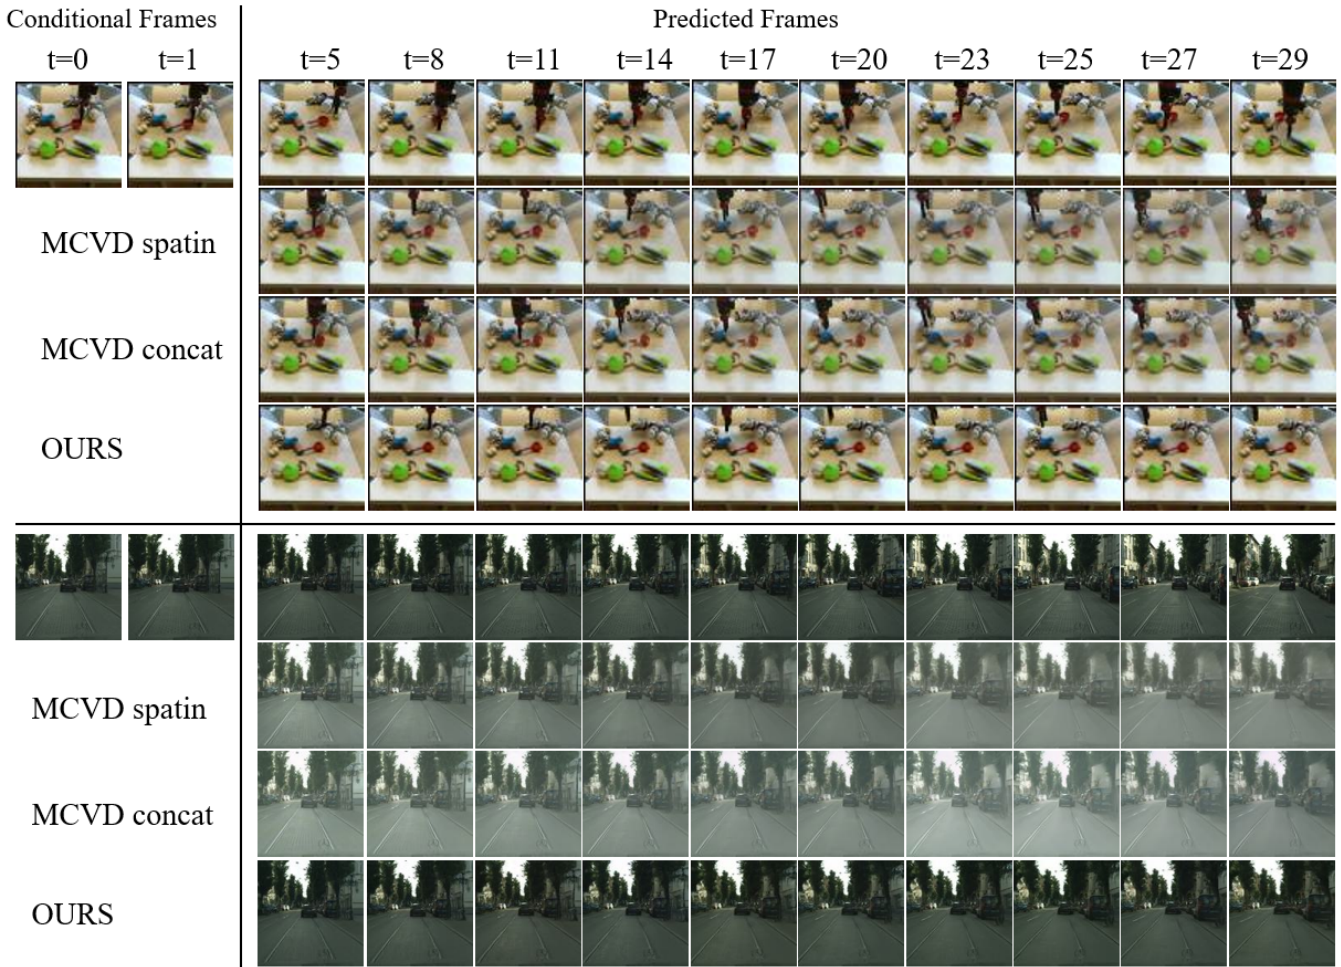 Conditional Frames
Predicted Frames
t=0 t=1 t=5 t=8 t=11 t=14 t=17 t=20 t=23 t=25 t=27 t=29
MCVD spatin
MCVD concat
OURS
MCVD spatin
MCVD concat
OURS